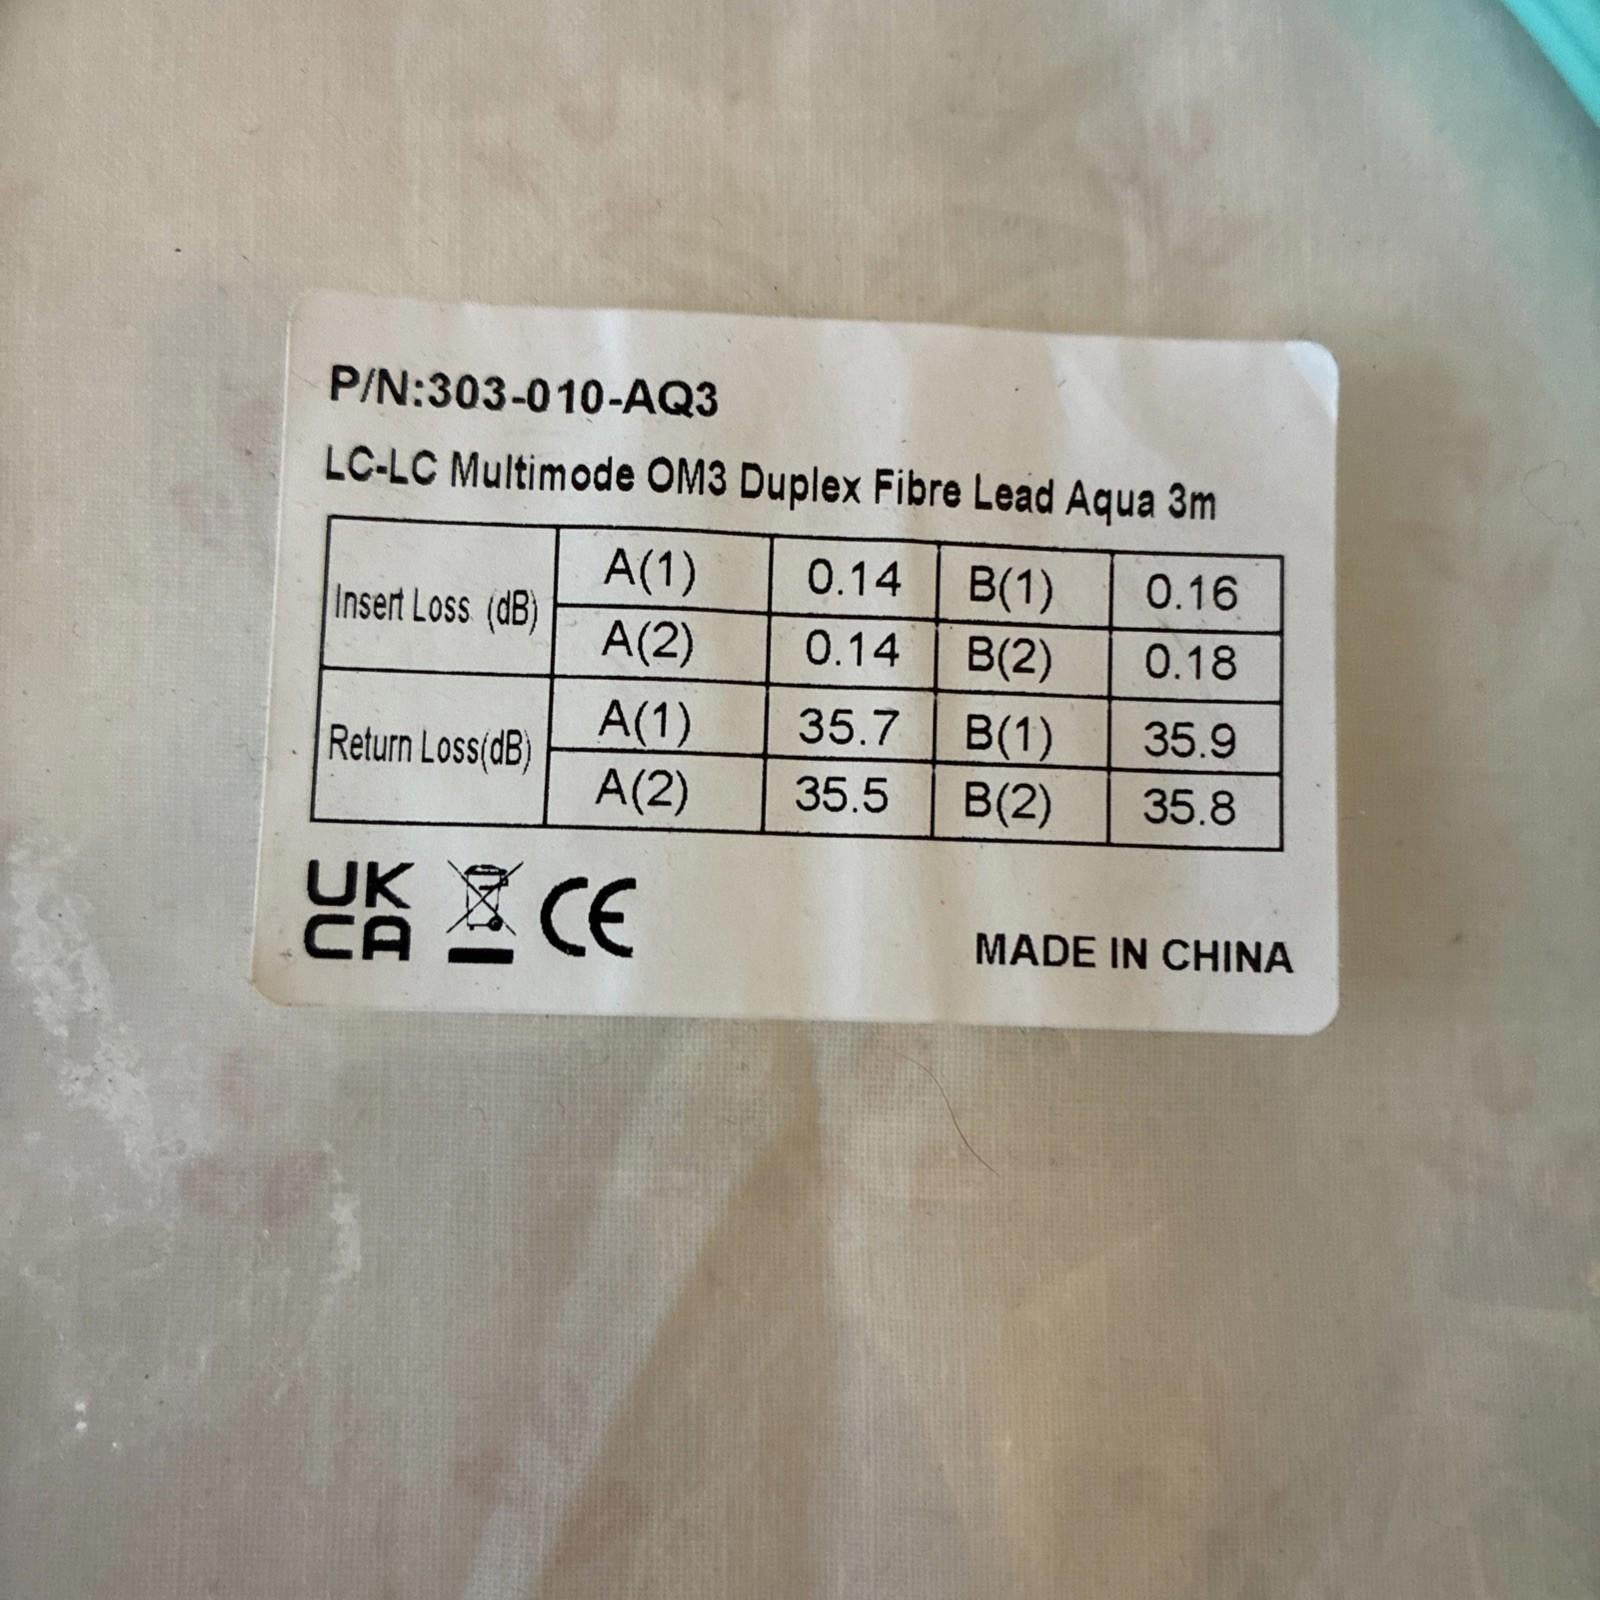 P/N:303-010-AQ3
LC-LC Multimode OM3 Duplex Fibre Lead Aqua 3m
Insert Loss (dB) A(1) 0.14 B(1) 0.16
A(2) 0.14 B(2) 0.18
Return Loss(dB) A(1) 35.7 B(1) 35.9
A(2) 35.5 B(2) 35.8
UK
CA CE
MADE IN CHINA